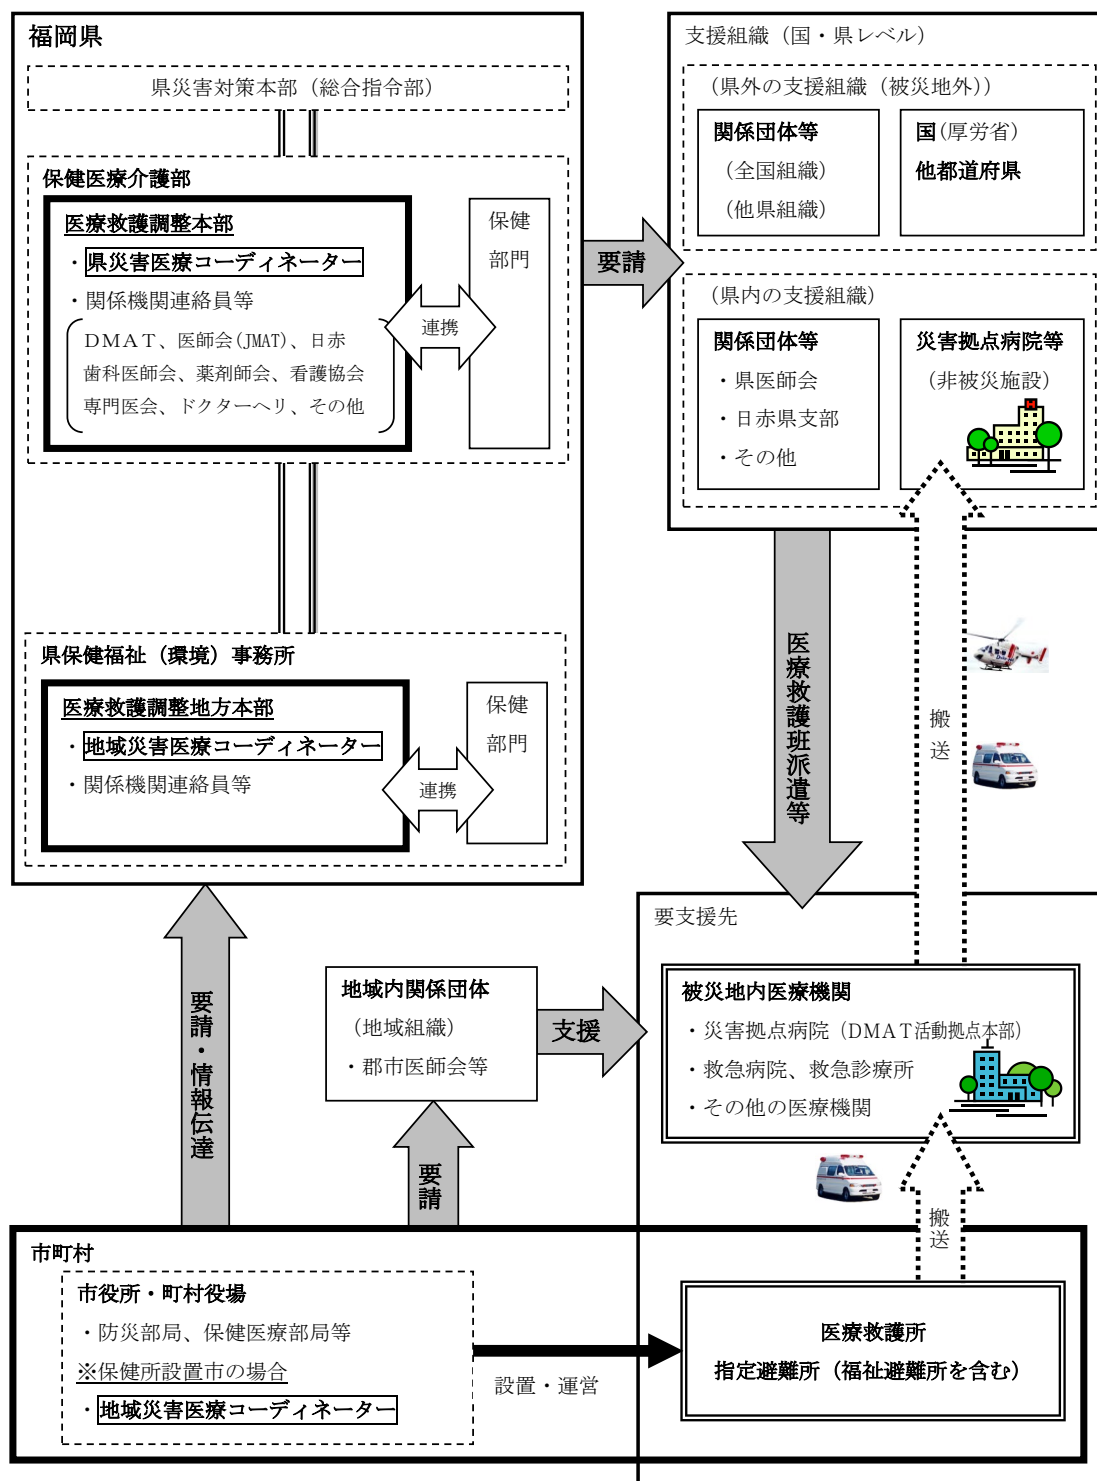 福岡県
県災害対策本部（総合指令部）
保健医療介護部
医療救護調整本部
・県災害医療コーディネーター
・関係機関連絡員等
ＤＭＡＴ、医師会(JMAT)、日赤
歯科医師会、薬剤師会、看護協会
専門医会、ドクターヘリ、その他
連携
保健
部門
県保健福祉（環境）事務所
医療救護調整地方本部
・地域災害医療コーディネーター
・関係機関連絡員等
連携
保健
部門
要請
支援組織（国・県レベル）
（県外の支援組織（被災地外））
関係団体等
（全国組織）
（他県組織）
国(厚労省）
他都道府県
（県内の支援組織）
関係団体等
・県医師会
・日赤県支部
・その他
災害拠点病院等
（非被災施設）
H
医療救護班派遣等
搬送
要請・情報伝達
地域内関係団体
（地域組織）
・郡市医師会等
支援
要請
要支援先
被災地内医療機関
・災害拠点病院（DMAT活動拠点本部）
・救急病院、救急診療所
・その他の医療機関
搬送
市町村
市役所・町村役場
・防災部局、保健医療部局等
※保健所設置市の場合
・地域災害医療コーディネーター
設置・運営
医療救護所
指定避難所（福祉避難所を含む）